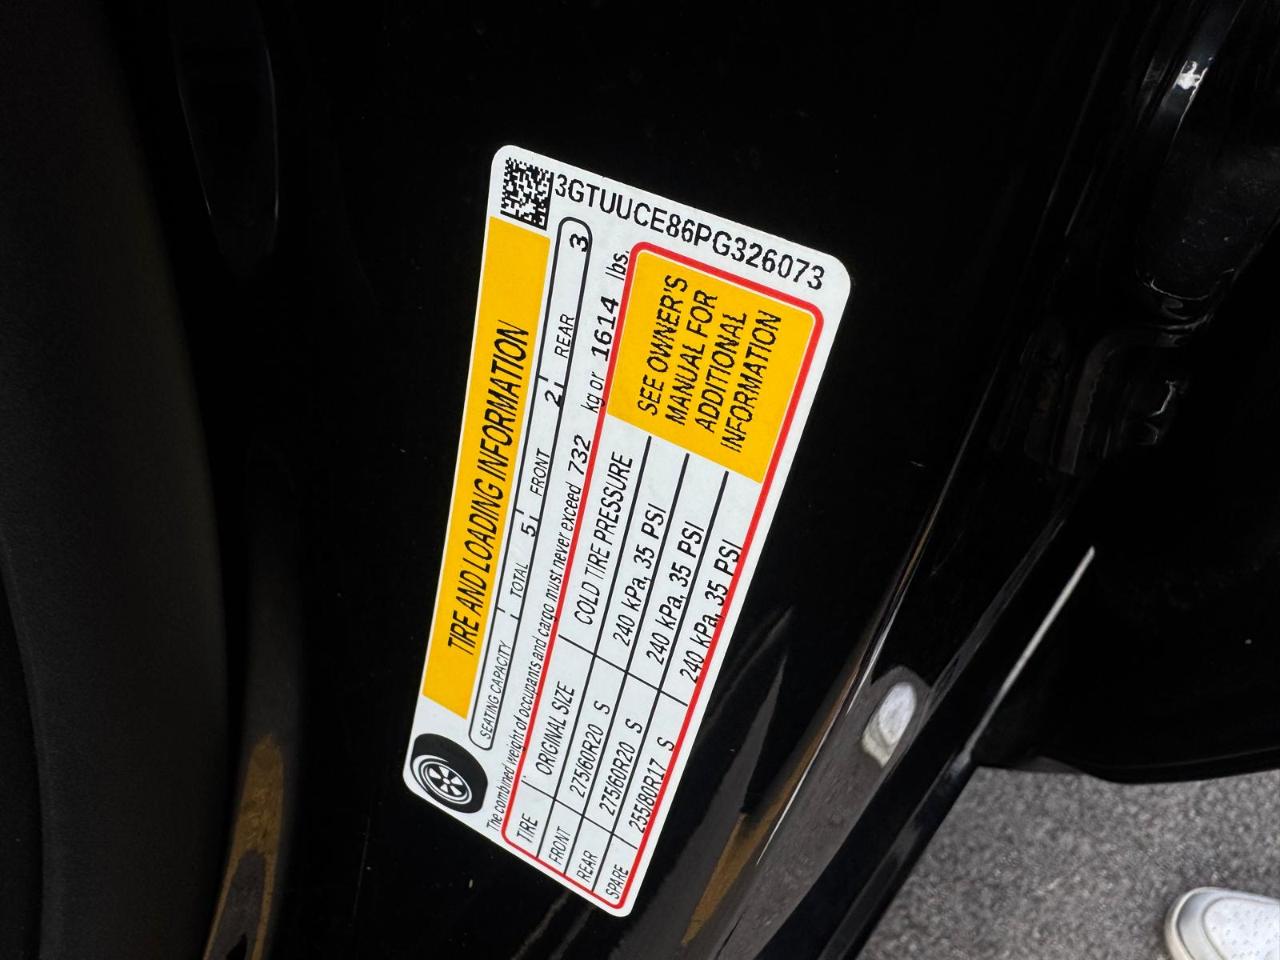 3GTUUCE86PG326073
TIRE AND LOADING INFORMATION
SEATING CAPACITY TOTAL 5 FRONT 2 REAR 3
The combined weight of occupants and cargo must never exceed 732 kg or 1614 lbs.
TIRE ORIGINAL SIZE COLD TIRE PRESSURE
FRONT 275/60R20 S 240 kPa, 35 PSI
REAR 275/60R20 S 240 kPa, 35 PSI
SPARE 255/80R17 S 240 kPa, 35 PSI
SEE OWNER'S
MANUAL FOR
ADDITIONAL
INFORMATION